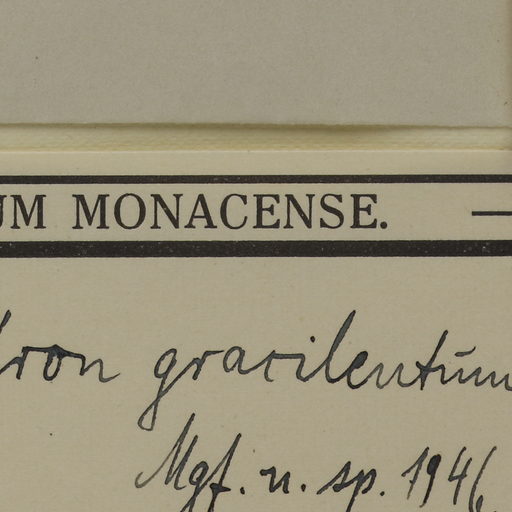 UM MONACENSE. —
dron gracilentum
Mgf. n. sp. 1946.